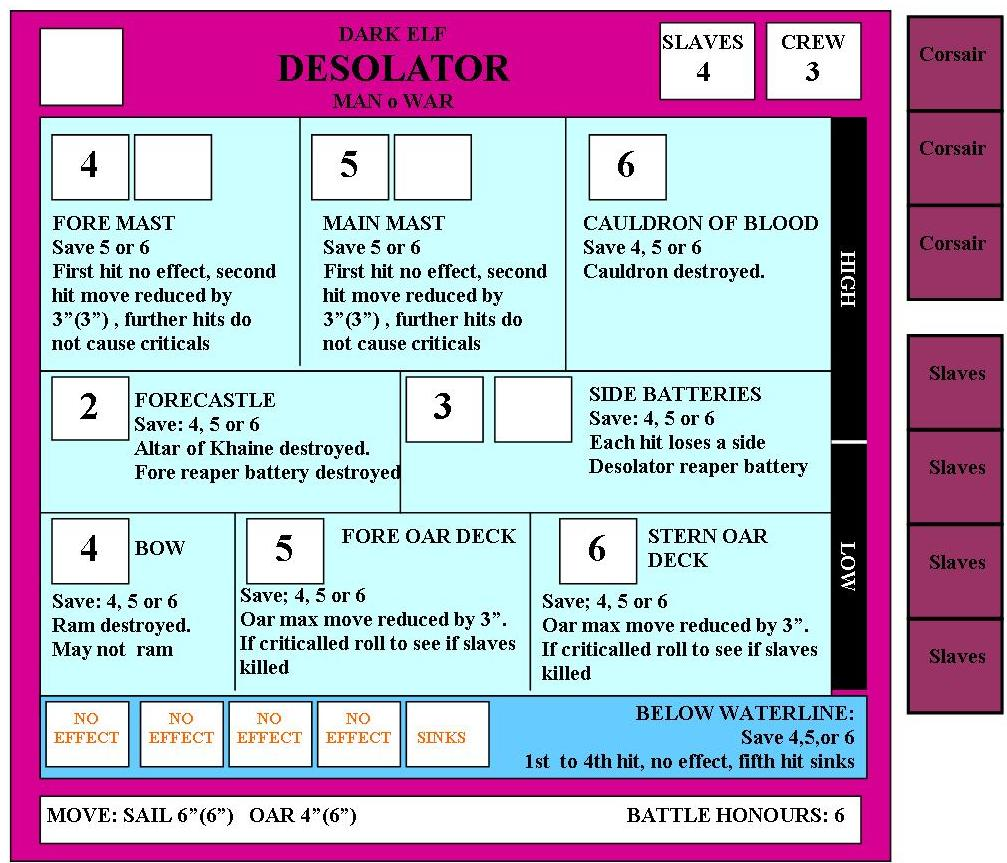 DARK ELF
DESOLATOR
MAN o WAR
SLAVES
4
CREW
3
4
FORE MAST
Save 5 or 6
First hit no effect, second
hit move reduced by
3”(3”) , further hits do
not cause criticals
5
MAIN MAST
Save 5 or 6
First hit no effect, second
hit move reduced by
3”(3”) , further hits do
not cause criticals
6
CAULDRON OF BLOOD
Save 4, 5 or 6
Cauldron destroyed.
HIGH
2
FORECASTLE
Save: 4, 5 or 6
Altar of Khaine destroyed.
Fore reaper battery destroyed
3
SIDE BATTERIES
Save: 4, 5 or 6
Each hit loses a side
Desolator reaper battery
4
BOW
Save: 4, 5 or 6
Ram destroyed.
May not ram
5
FORE OAR DECK
Save; 4, 5 or 6
Oar max move reduced by 3”.
If criticalled roll to see if slaves
killed
6
STERN OAR
DECK
Save; 4, 5 or 6
Oar max move reduced by 3”.
If criticalled roll to see if slaves
killed
LOW
NO
EFFECT
NO
EFFECT
NO
EFFECT
NO
EFFECT
SINKS
BELOW WATERLINE:
Save 4,5,or 6
1st to 4th hit, no effect, fifth hit sinks
MOVE: SAIL 6”(6”) OAR 4”(6”)
BATTLE HONOURS: 6
Corsair
Corsair
Corsair
Slaves
Slaves
Slaves
Slaves